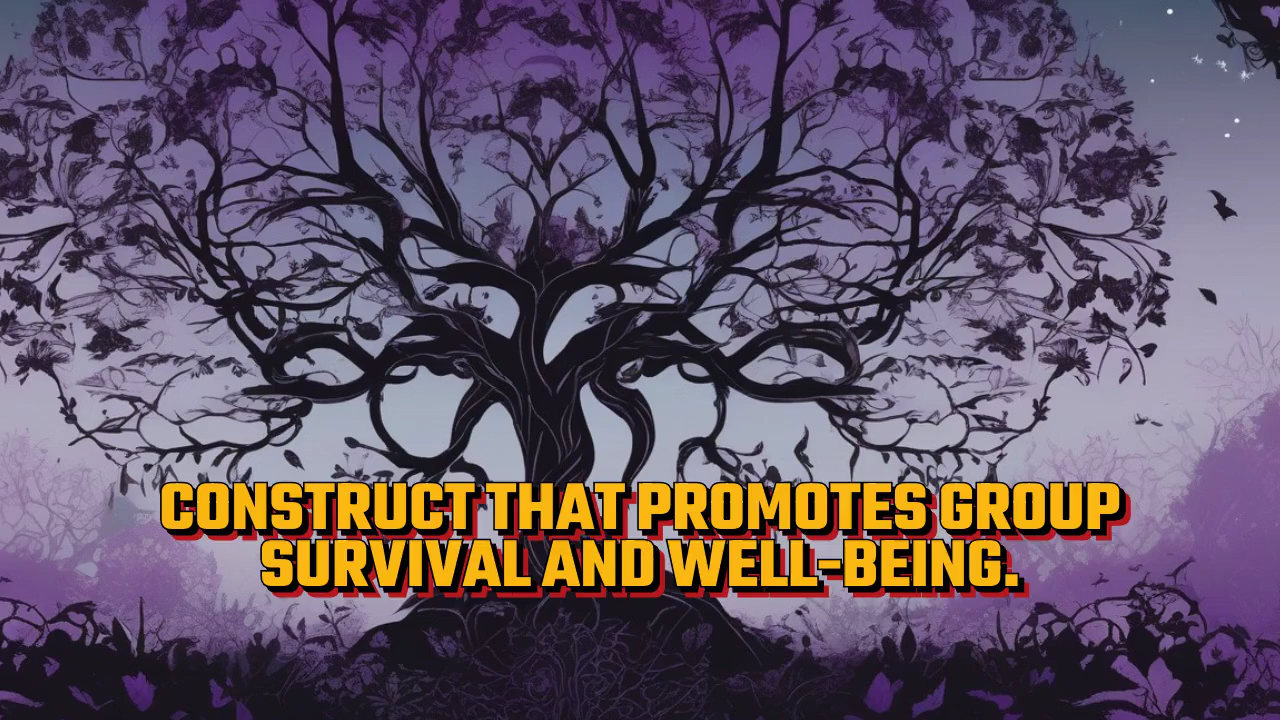 CONSTRUCT THAT PROMOTES GROUP
SURVIVAL AND WELL-BEING.